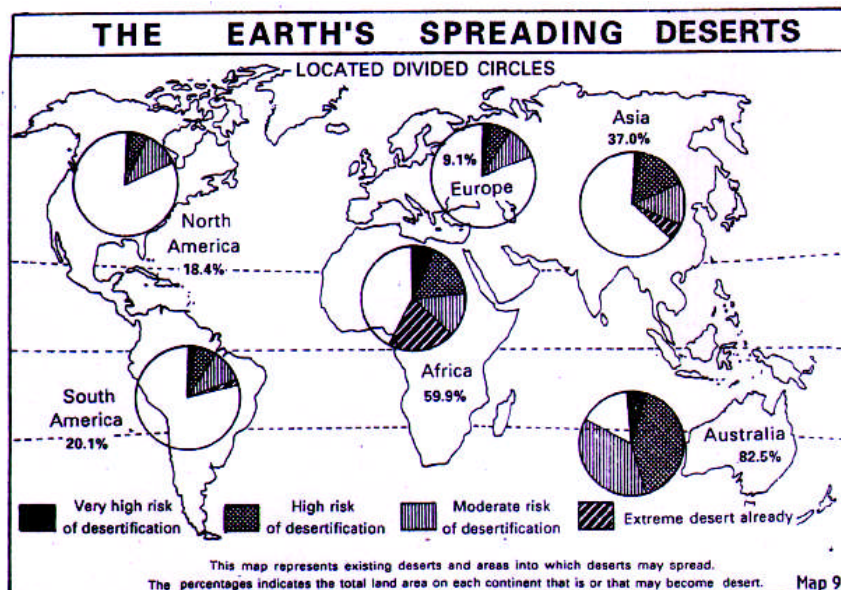 THE EARTH'S SPREADING DESERTS
LOCATED DIVIDED CIRCLES
Asia
37.0%
9.1%
Europe
North
America
18.4%
Africa
59.9%
South
America
20.1%
Australia
82.5%
Very high risk
of desertification
High risk
of desertification
Moderate risk
of desertification
Extreme desert already
This map represents existing deserts and areas into which deserts may spread.
The percentages indicates the total land area on each continent that is or that may become desert.
Map 9